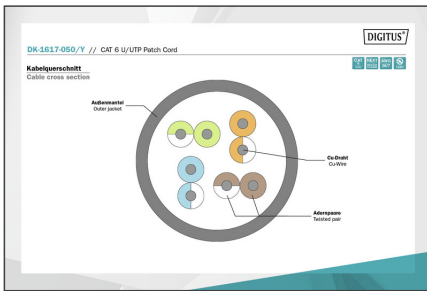 DIGITUS®
DK-1617-050/Y // CAT 6 U/UTP Patch Cord
Kabelquerschnitt
Cable cross section
Außenmantel
Outer jacket
Cu-Draht
Cu-Wire
Adernpaare
Twisted pair